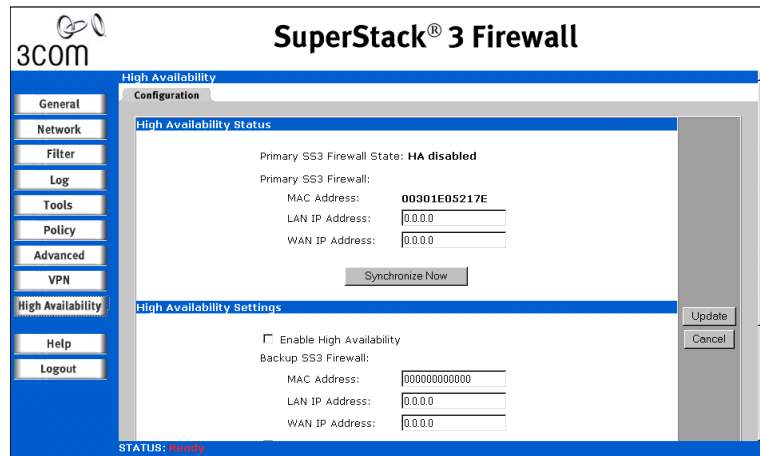 3COM
SuperStack® 3 Firewall
High Availability
Configuration
General
Network
Filter
Log
Tools
Policy
Advanced
VPN
High Availability
Help
Logout
High Availability Status
Primary SS3 Firewall State: HA disabled
Primary SS3 Firewall:
MAC Address: 00301E05217E
LAN IP Address: 0.0.0.0
WAN IP Address: 0.0.0.0
Synchronize Now
High Availability Settings
Enable High Availability
Backup SS3 Firewall:
MAC Address: 000000000000
LAN IP Address: 0.0.0.0
WAN IP Address: 0.0.0.0
Update
Cancel
STATUS: Ready